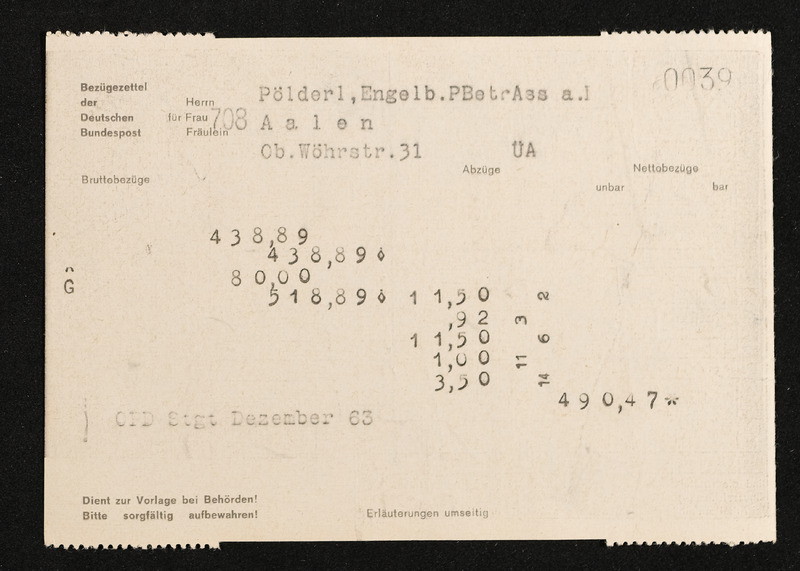 0039
Bezügezettel
der
Deutschen
Bundespost
Herrn
für Frau 708
Fräulein
Pölderl,Engelb.PBetrAss a.D
Aalen
Ob.Wöhrstr.31 ÜA
Bruttobezüge
Abzüge
Nettobezüge
unbar bar
438,89
438,89◊
80,00
G
518,89◊ 11,50 2
,92 3
11,50 6
1,00 11
3,50 14
490,47*
OPD Stgt Dezember 63
Dient zur Vorlage bei Behörden!
Bitte sorgfältig aufbewahren!
Erläuterungen umseitig